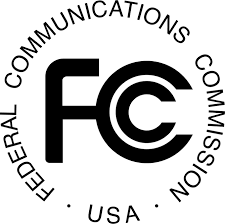 FEDERAL COMMUNICATIONS COMMISSION
FCC
· USA ·